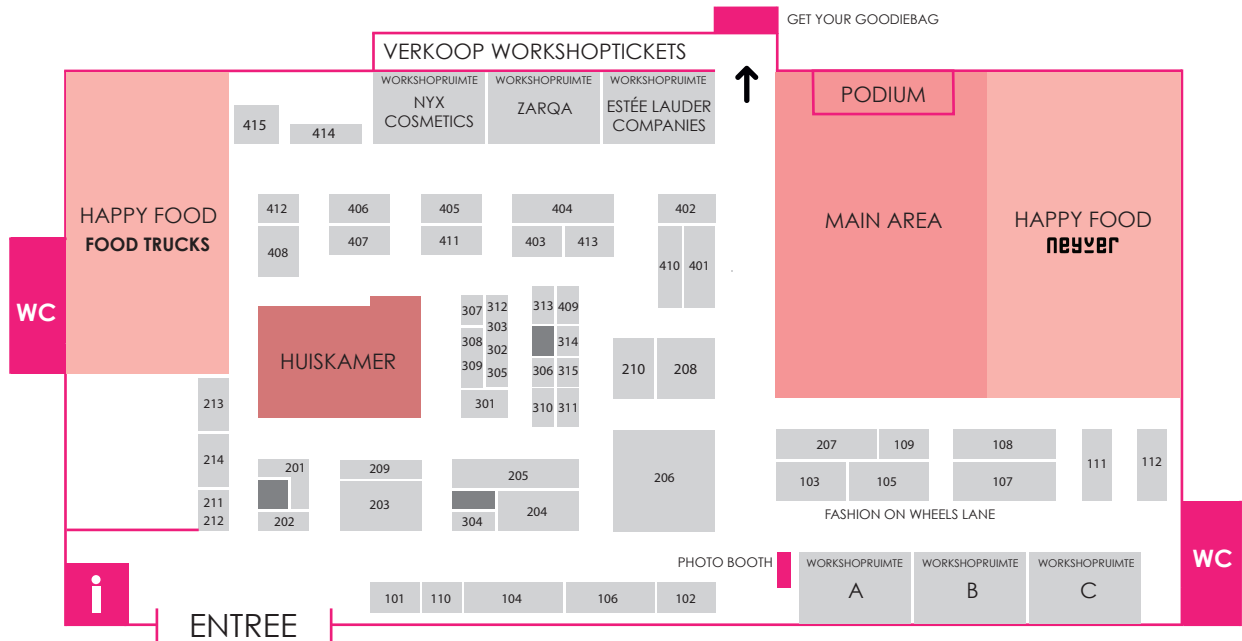 GET YOUR GOODIEBAG
VERKOOP WORKSHOPTICKETS
WORKSHOPRUIMTE
NYX
COSMETICS
WORKSHOPRUIMTE
ZARQA
WORKSHOPRUIMTE
ESTÉE LAUDER
COMPANIES
PODIUM
415
414
HAPPY FOOD
FOOD TRUCKS
412
406
405
404
402
MAIN AREA
HAPPY FOOD
neyver
408
407
411
403
413
410
401
WC
HUISKAMER
307
312
303
308
302
309
305
301
313
409
314
306
315
310
311
210
208
213
214
211
212
201
202
209
203
205
204
304
206
207
109
108
111
112
103
105
107
FASHION ON WHEELS LANE
WC
PHOTO BOOTH
WORKSHOPRUIMTE
A
WORKSHOPRUIMTE
B
WORKSHOPRUIMTE
C
i
101
110
104
106
102
ENTREE